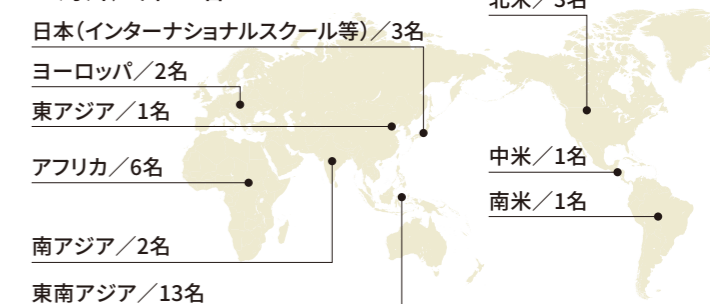 日本（インターナショナルスクール等）／3名
ヨーロッパ／2名
東アジア／1名
アフリカ／6名
南アジア／2名
東南アジア／13名
北米／3名
中米／1名
南米／1名